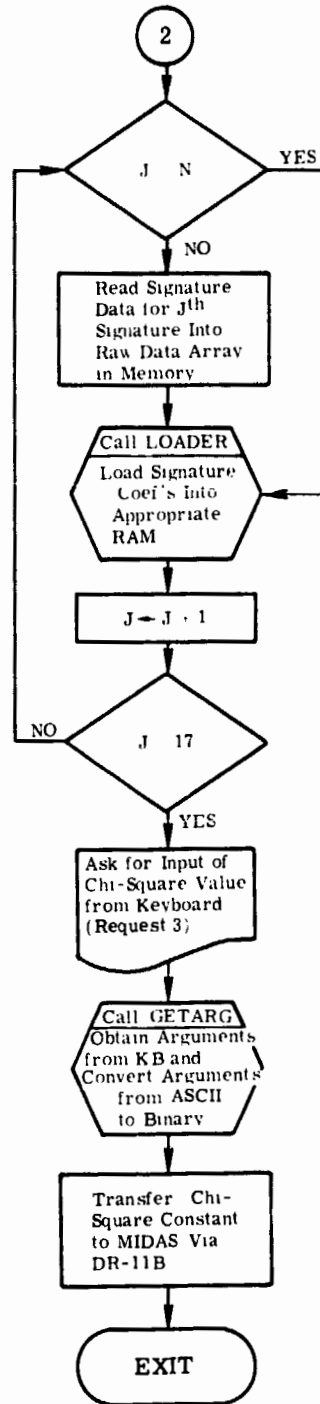 2
J N
YES
NO
Read Signature
Data for Jth
Signature Into
Raw Data Array
in Memory
Call LOADER
Load Signature
Coef's Into
Appropriate
RAM
J ← J , 1
NO
J 17
YES
Ask for Input of
Chi-Square Value
from Keyboard
(Request 3)
Call GETARG
Obtain Arguments
from KB and
Convert Arguments
from ASCII
to Binary
Transfer Chi-
Square Constant
to MIDAS Via
DR-11B
EXIT